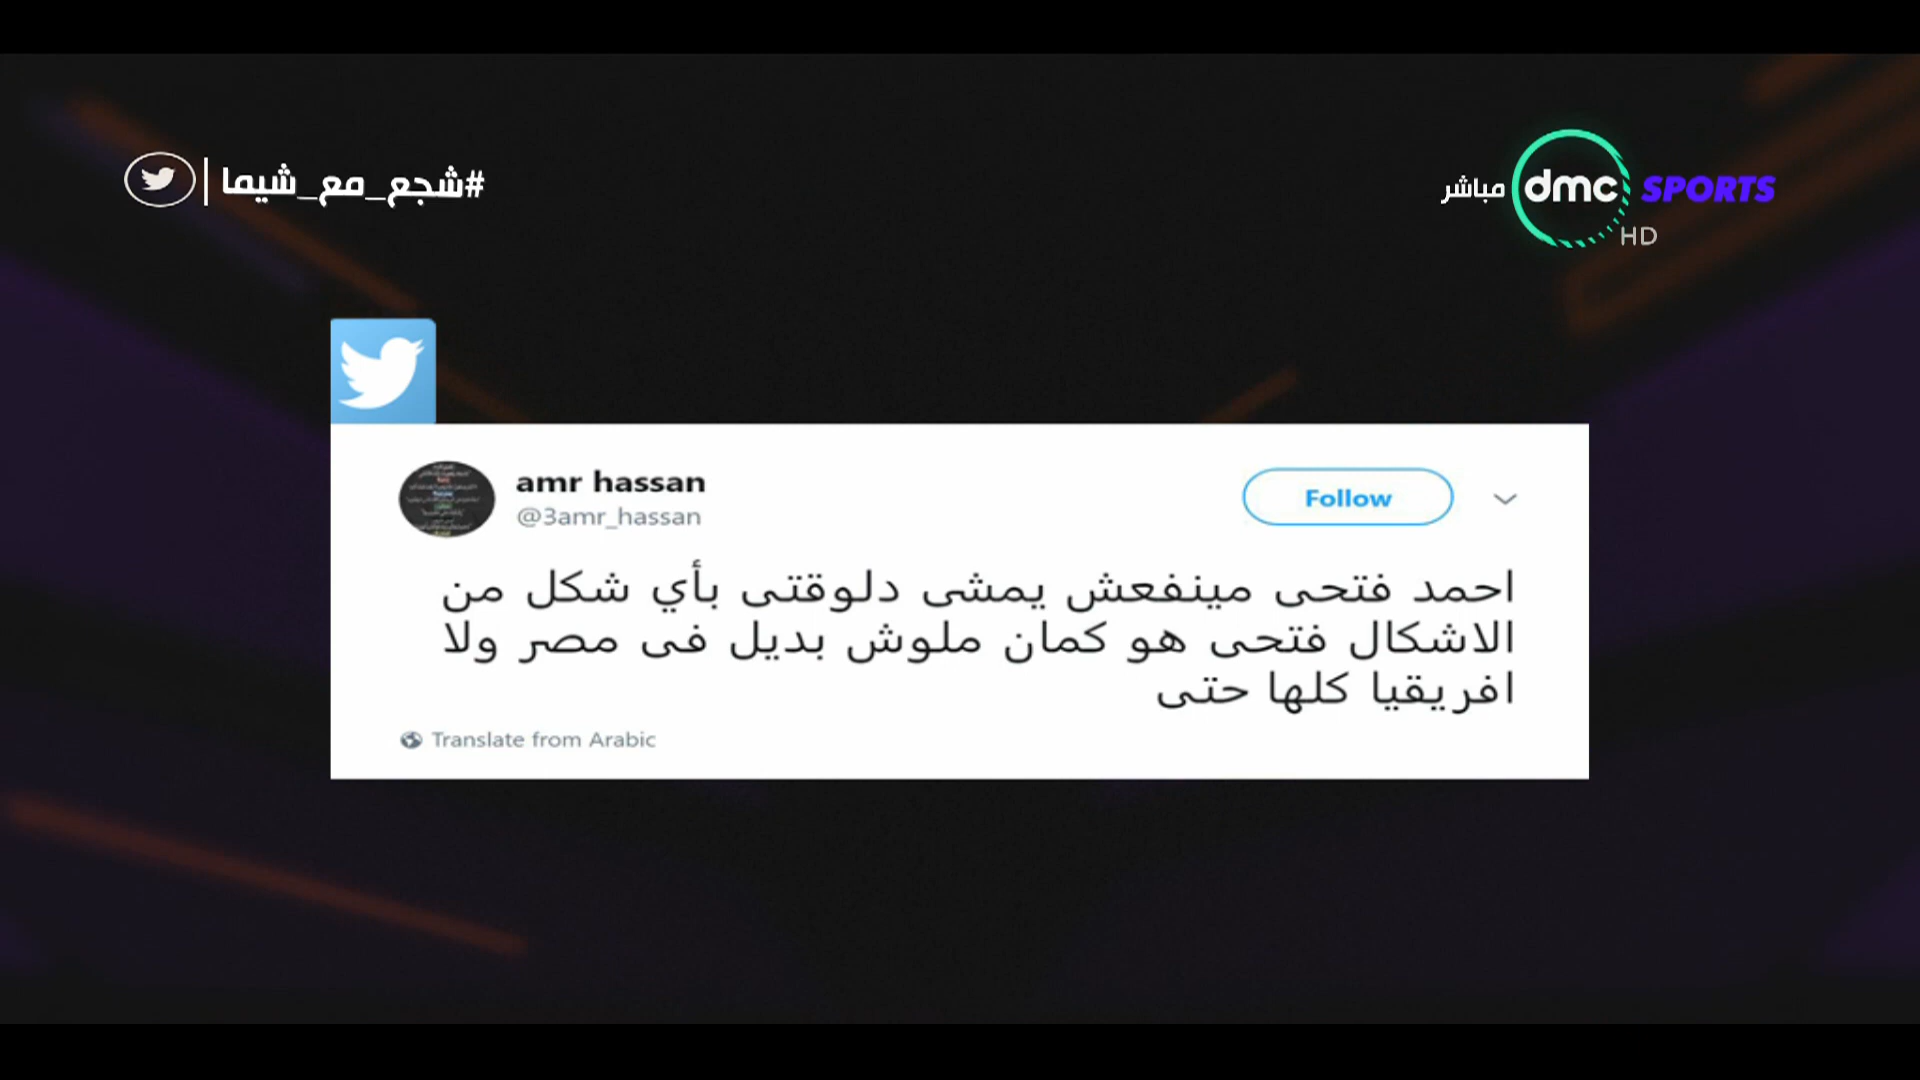 #شجع_مع_شيما
مباشر dmc SPORTS
HD
amr hassan
@3amr_hassan
Follow
احمد فتحى مينفعش يمشى دلوقتى بأي شكل من
الاشكال فتحى هو كمان ملوش بديل فى مصر ولا
افريقيا كلها حتى
Translate from Arabic